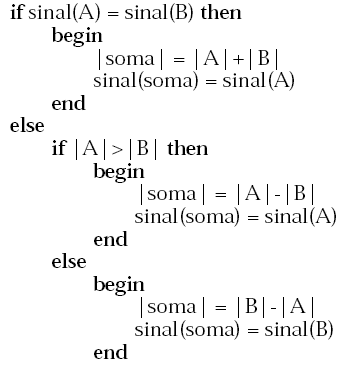 if sinal(A) = sinal(B) then
begin
|soma| = |A|+|B|
sinal(soma) = sinal(A)
end
else
if |A|>|B| then
begin
|soma| = |A|-|B|
sinal(soma) = sinal(A)
end
else
begin
|soma| = |B|-|A|
sinal(soma) = sinal(B)
end